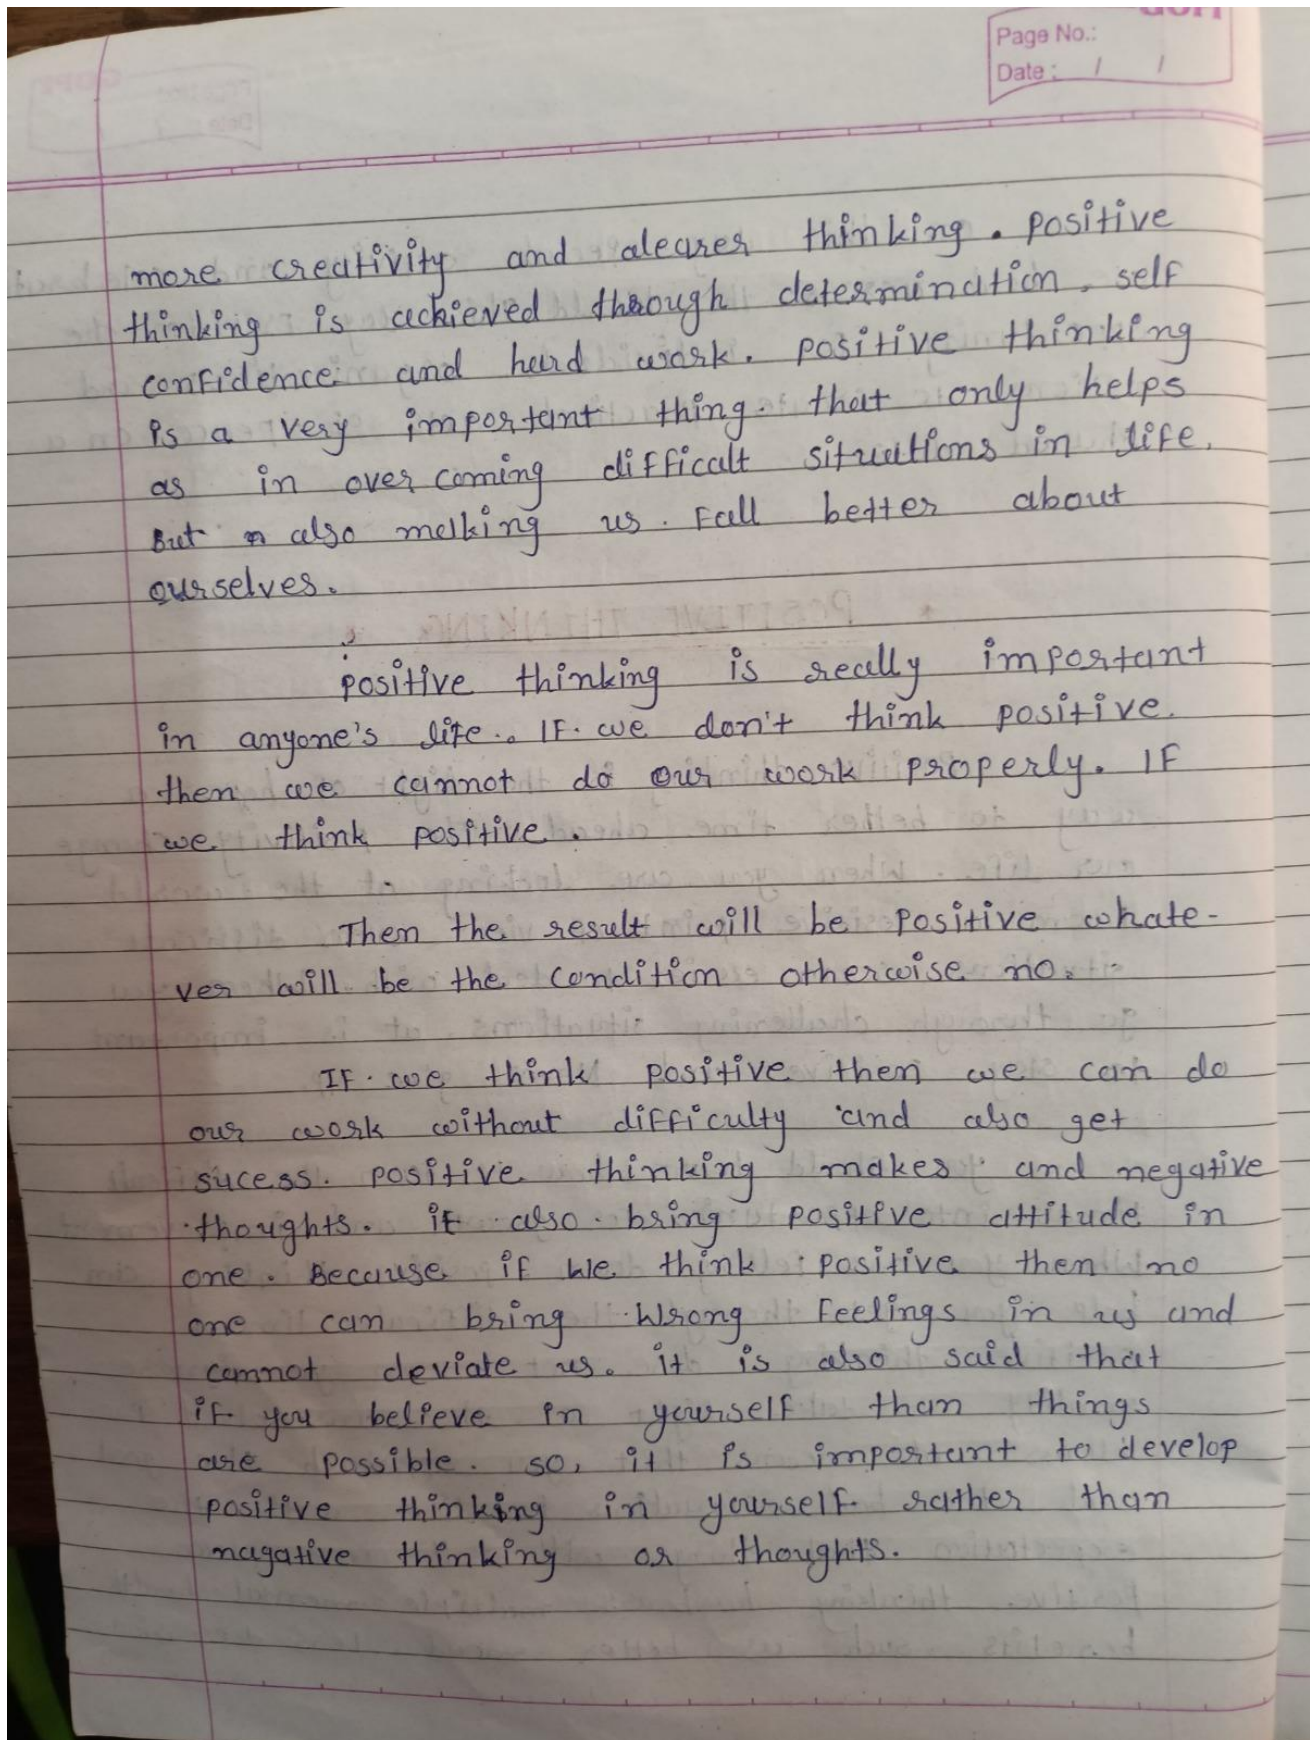 Page No.:
Date: / /
more creativity and alearer thinking. positive
thinking is achieved through determination, self
confidence and hard work. positive thinking
is a very important thing. that only helps
as in over coming difficalt situations in life.
But also making us. Fall better about
ourselves.
positive thinking is really important
in anyone's life. IF we don't think positive.
then we cannot do our work properly. IF
we think positive.
Then the result will be positive whate-
ver will be the condition otherwise no.
IF we think positive then we can do
our work without difficulty and also get
sucess. positive thinking makes and negative
thoughts. it also bring positive attitude in
one. Because if we think positive then no
one can bring wrong feelings in us and
cannot deviate us. it is also said that
if you believe in yourself than things
are possible. so, it is important to develop
positive thinking in yourself rather than
nagative thinking or thoughts.